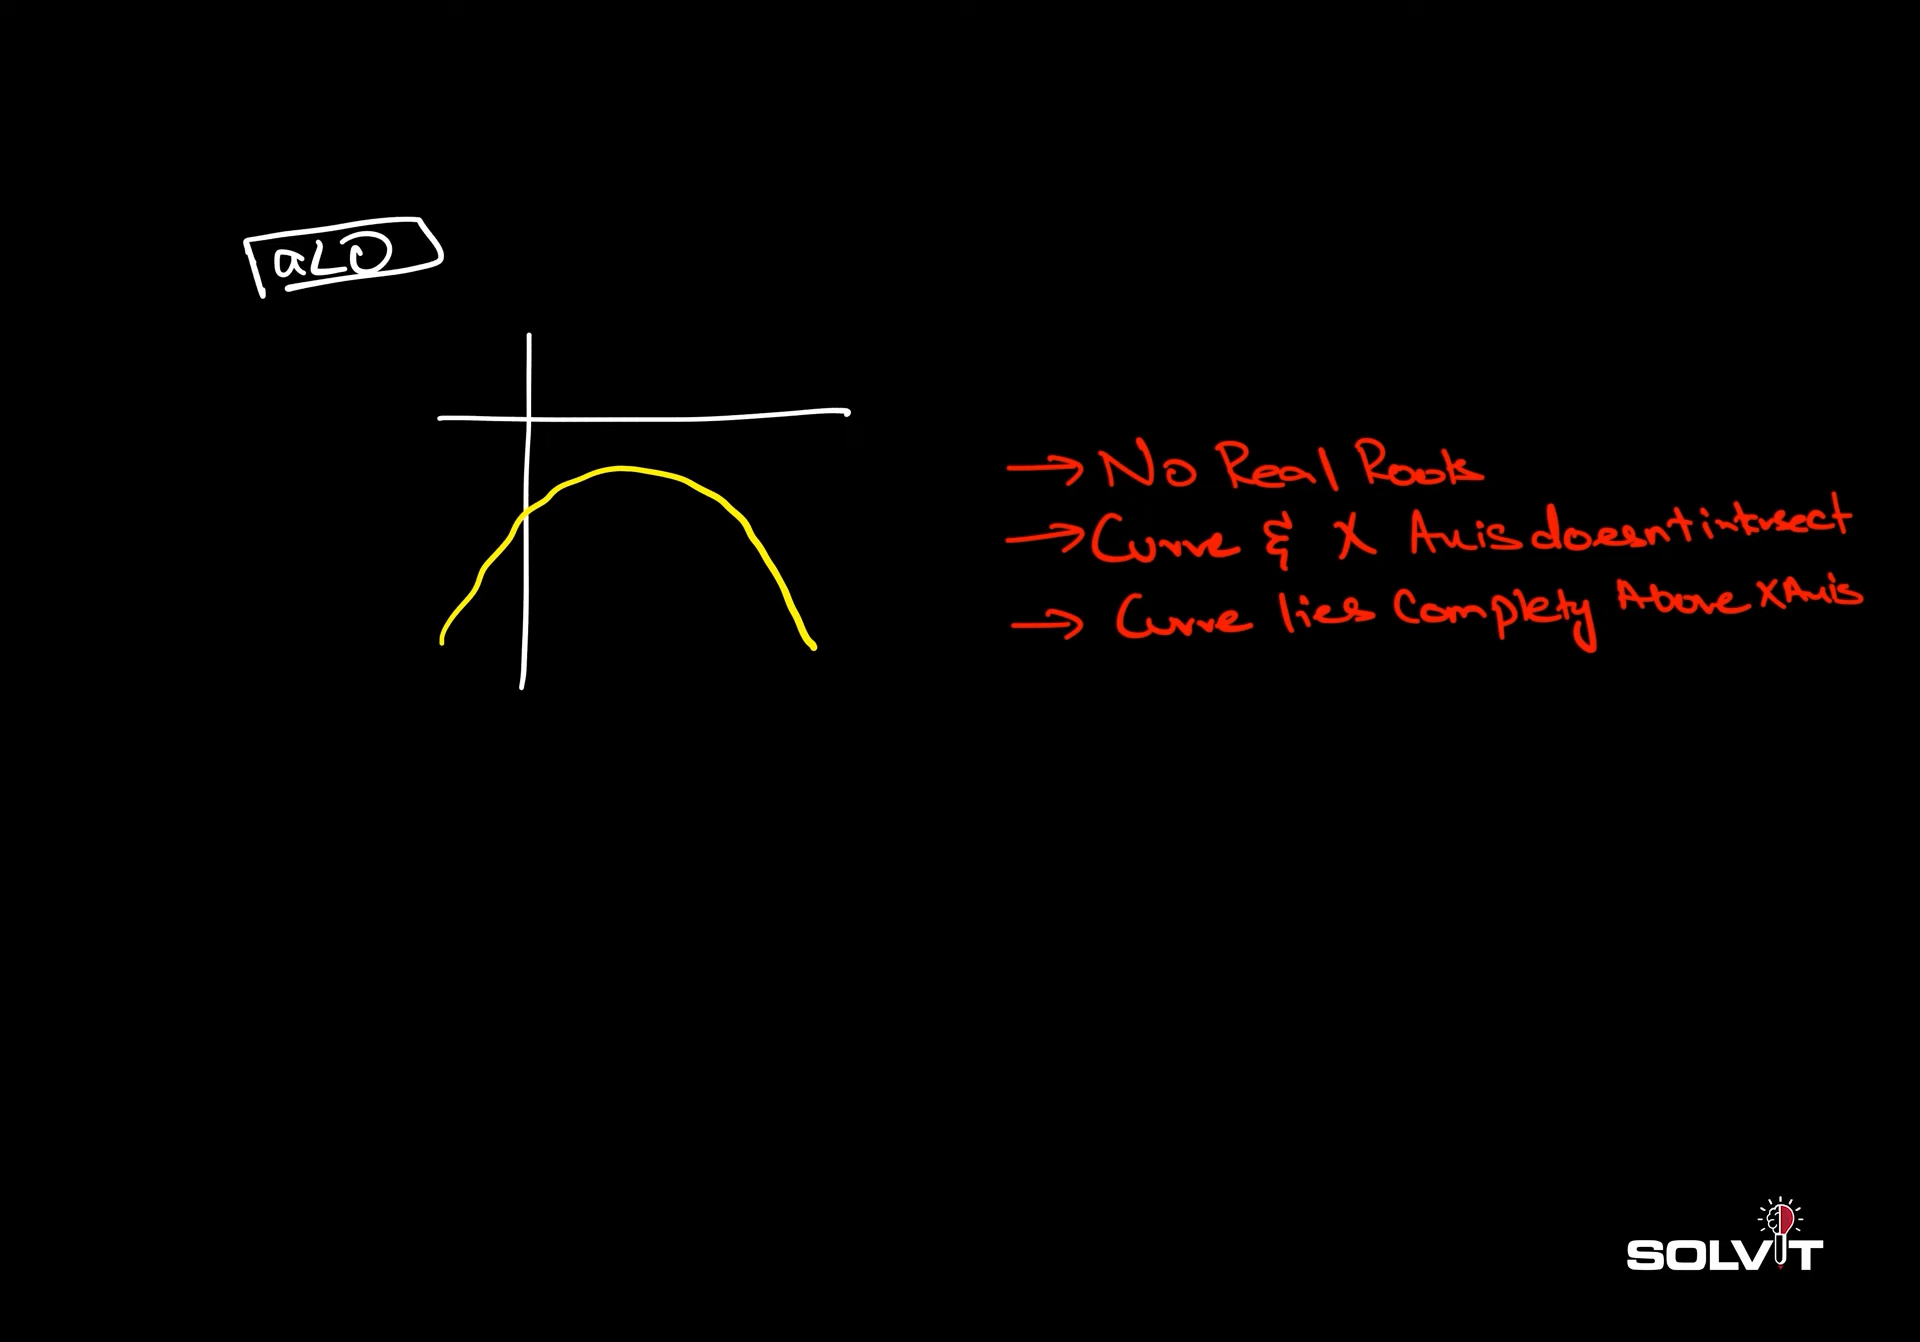 a<0
→ No Real Roots
→ Curve & X Axis doesnt intersect
→ Curve lies Complety Above X Axis
SOLVIT